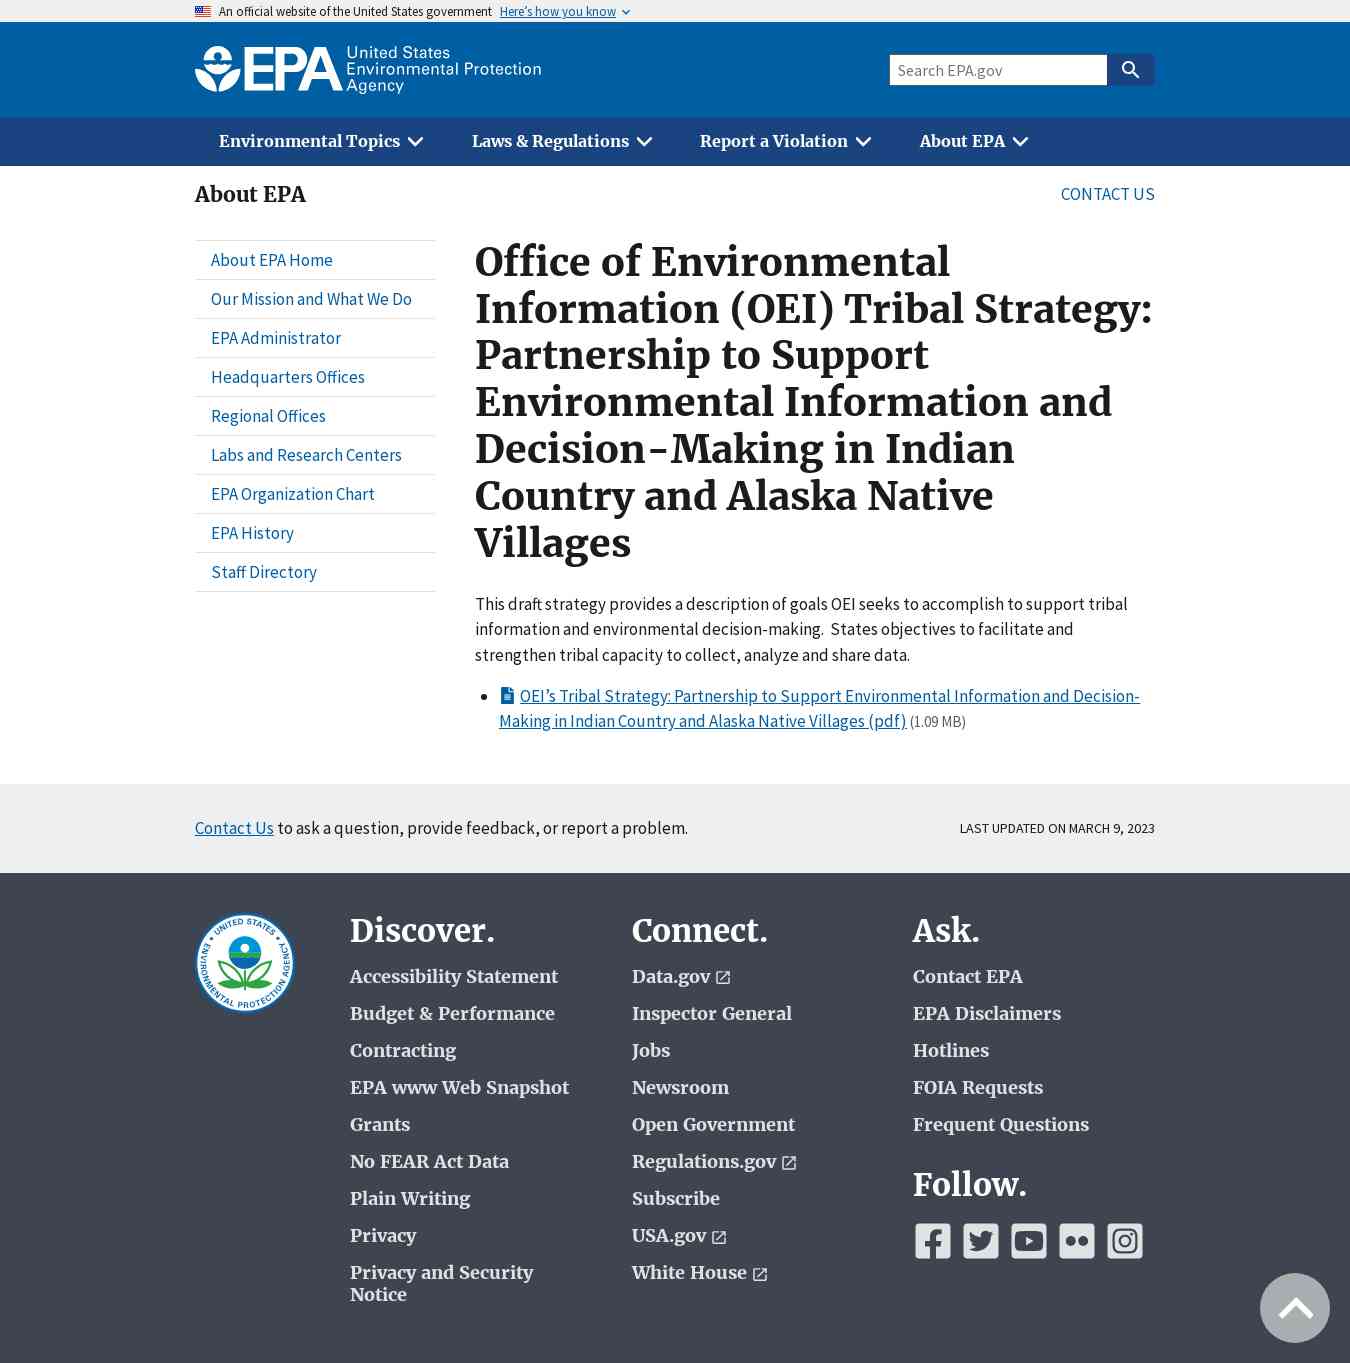 An official website of the United States government Here's how you know
EPA United States
Environmental Protection
Agency
Search EPA.gov
Environmental Topics Laws & Regulations Report a Violation About EPA
About EPA
CONTACT US
About EPA Home
Our Mission and What We Do
EPA Administrator
Headquarters Offices
Regional Offices
Labs and Research Centers
EPA Organization Chart
EPA History
Staff Directory
Office of Environmental
Information (OEI) Tribal Strategy:
Partnership to Support
Environmental Information and
Decision-Making in Indian
Country and Alaska Native
Villages
This draft strategy provides a description of goals OEI seeks to accomplish to support tribal
information and environmental decision-making.  States objectives to facilitate and
strengthen tribal capacity to collect, analyze and share data.
OEI's Tribal Strategy: Partnership to Support Environmental Information and Decision-
Making in Indian Country and Alaska Native Villages (pdf) (1.09 MB)
Contact Us to ask a question, provide feedback, or report a problem.
LAST UPDATED ON MARCH 9, 2023
UNITED STATES
ENVIRONMENTAL PROTECTION AGENCY
Discover.
Accessibility Statement
Budget & Performance
Contracting
EPA www Web Snapshot
Grants
No FEAR Act Data
Plain Writing
Privacy
Privacy and Security
Notice
Connect.
Data.gov
Inspector General
Jobs
Newsroom
Open Government
Regulations.gov
Subscribe
USA.gov
White House
Ask.
Contact EPA
EPA Disclaimers
Hotlines
FOIA Requests
Frequent Questions
Follow.